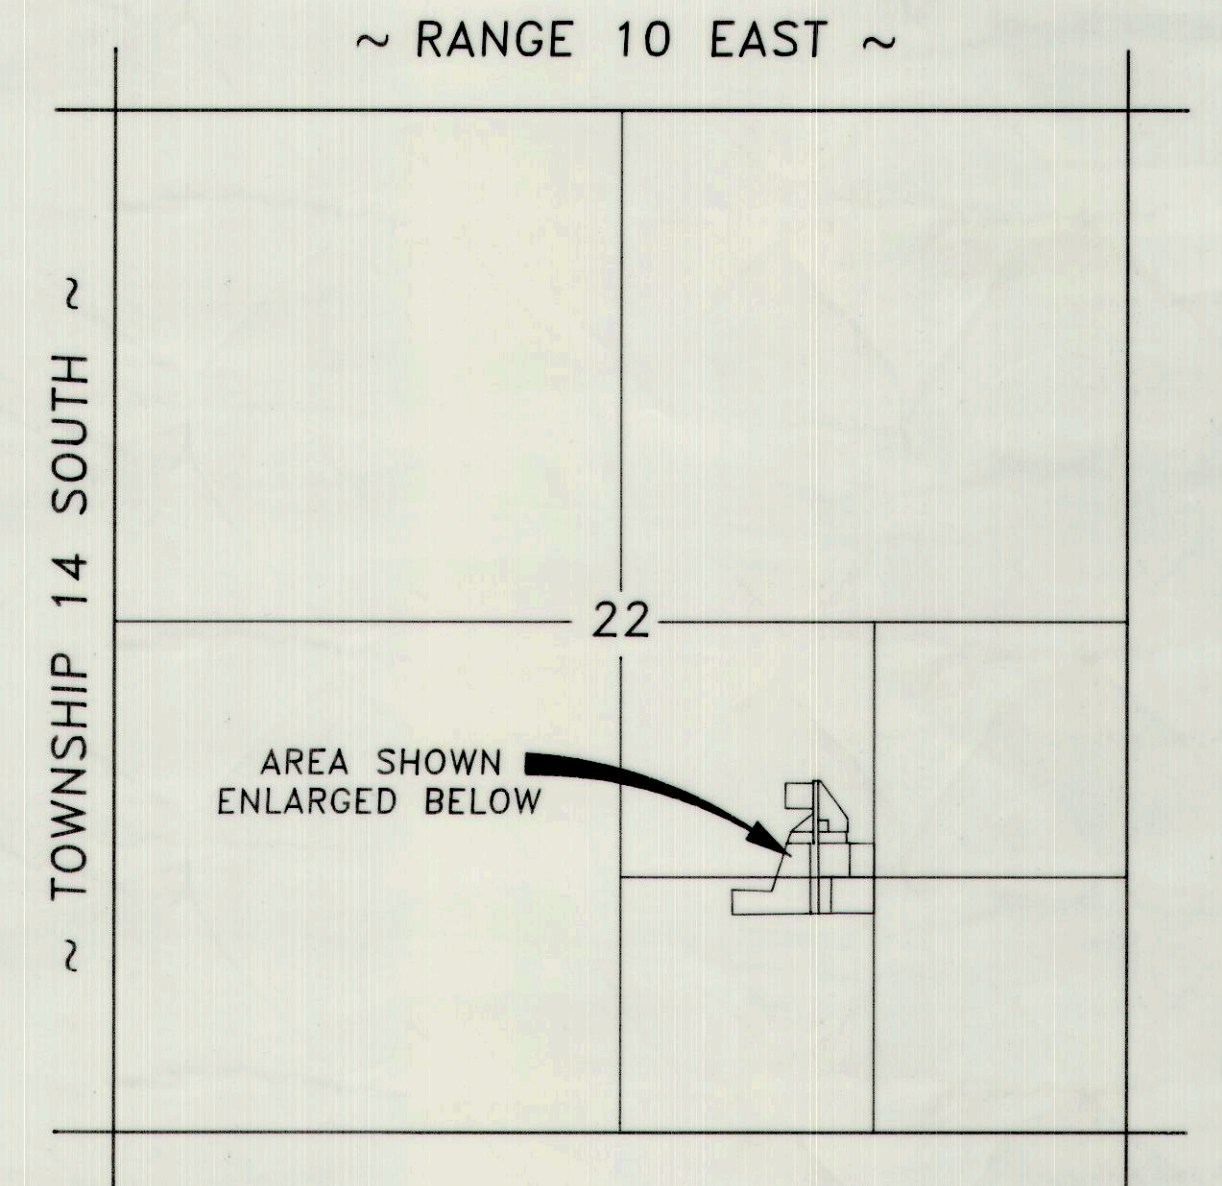 ~ RANGE 10 EAST ~
~ TOWNSHIP 14 SOUTH ~
22
AREA SHOWN
ENLARGED BELOW